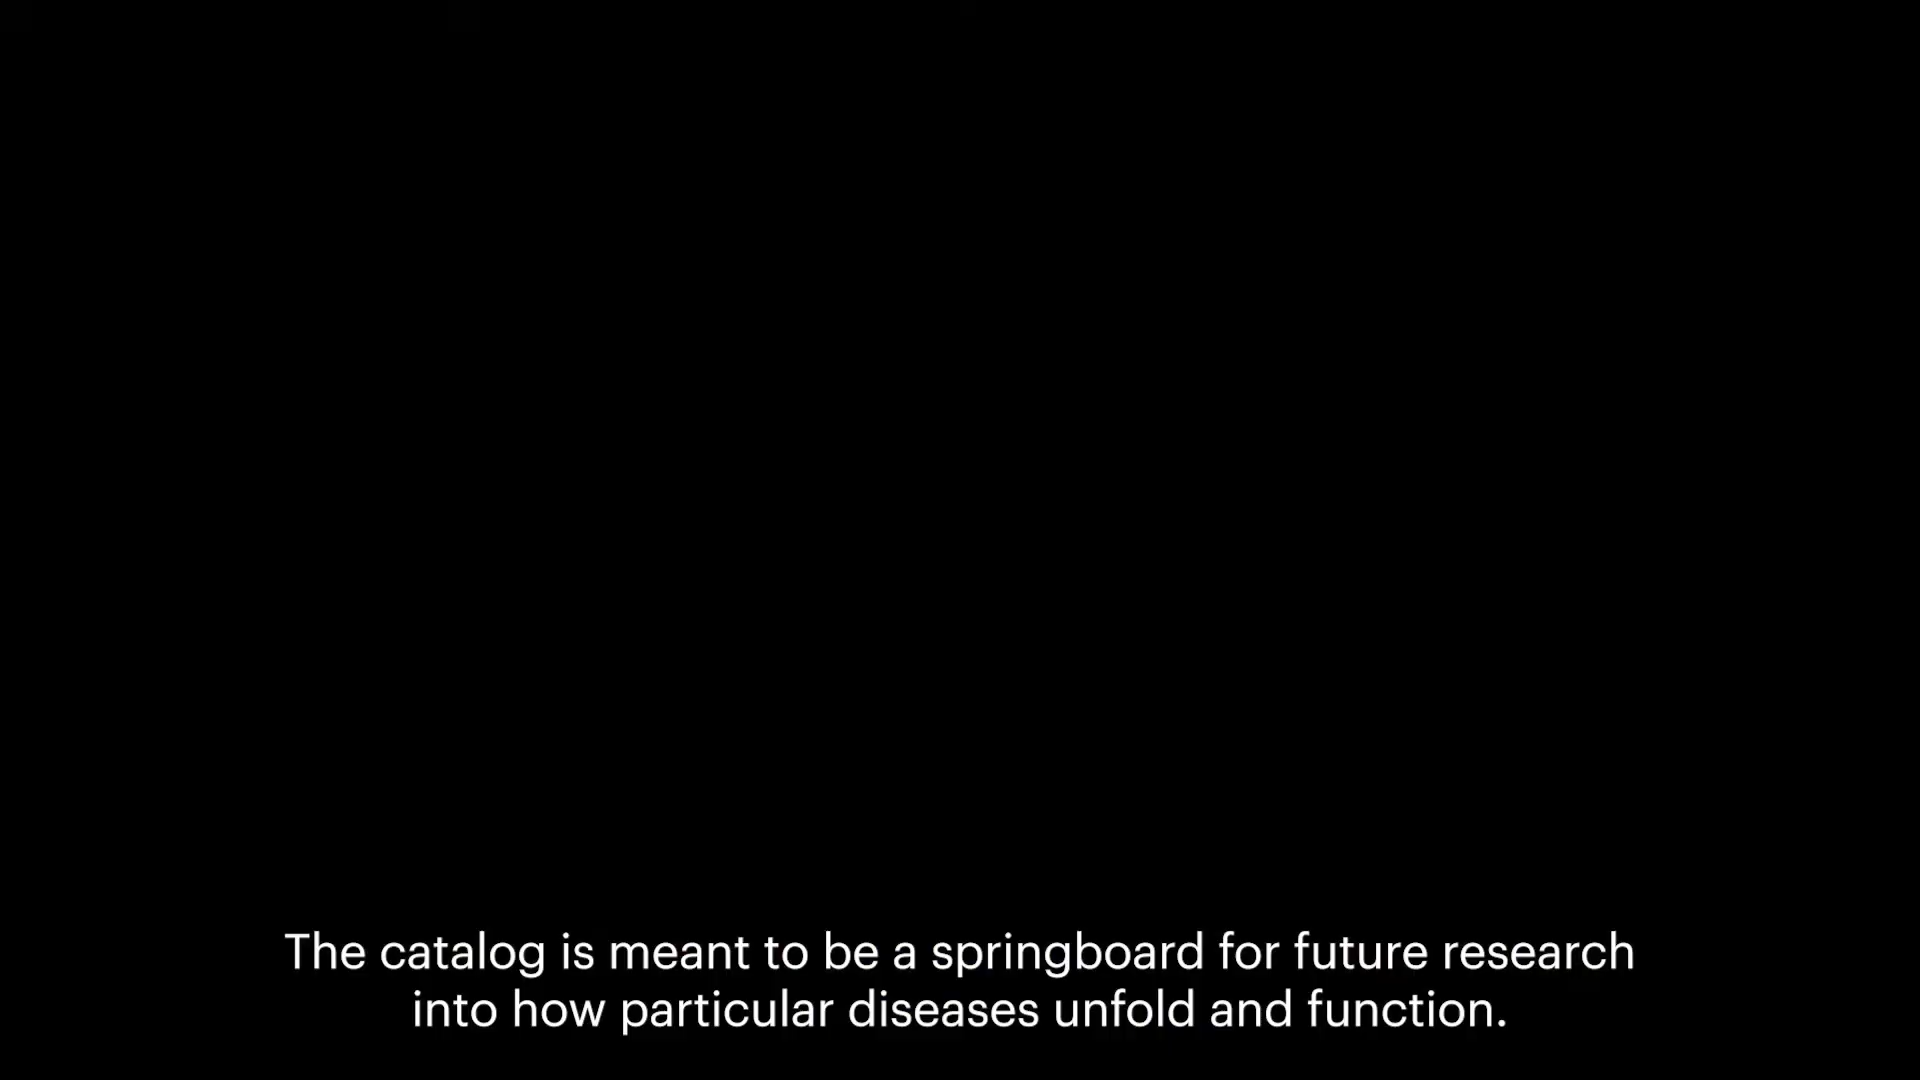 The catalog is meant to be a springboard for future research
into how particular diseases unfold and function.